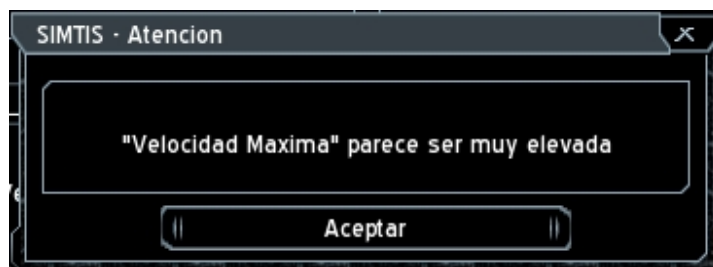 SIMTIS - Atencion
"Velocidad Maxima" parece ser muy elevada
Aceptar